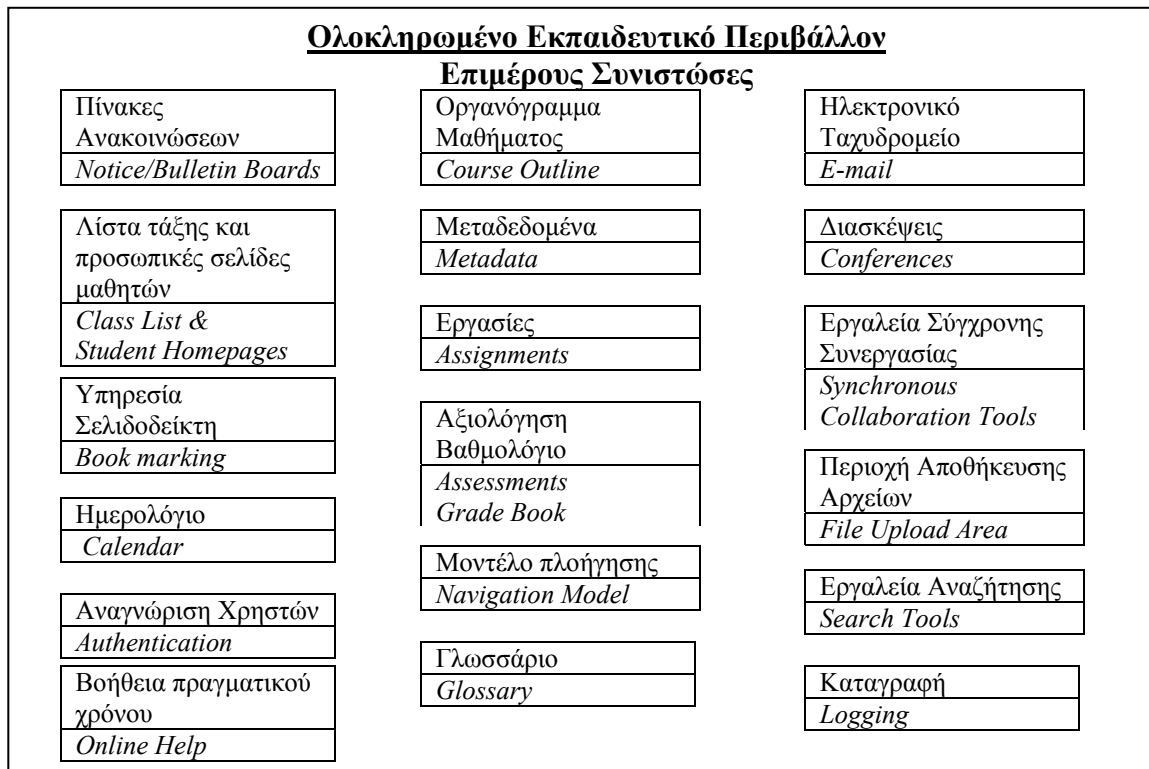 Ολοκληρωμένο Εκπαιδευτικό Περιβάλλον
Επιμέρους Συνιστώσες
Πίνακες
Ανακοινώσεων
Notice/Bulletin Boards
Λίστα τάξης και
προσωπικές σελίδες
μαθητών
Class List &
Student Homepages
Υπηρεσία
Σελιδοδείκτη
Book marking
Ημερολόγιο
Calendar
Αναγνώριση Χρηστών
Authentication
Βοήθεια πραγματικού
χρόνου
Online Help
Οργανόγραμμα
Μαθήματος
Course Outline
Μεταδεδομένα
Metadata
Εργασίες
Assignments
Αξιολόγηση
Βαθμολόγιο
Assessments
Grade Book
Μοντέλο πλοήγησης
Navigation Model
Γλωσσάριο
Glossary
Ηλεκτρονικό
Ταχυδρομείο
E-mail
Διασκέψεις
Conferences
Εργαλεία Σύγχρονης
Συνεργασίας
Synchronous
Collaboration Tools
Περιοχή Αποθήκευσης
Αρχείων
File Upload Area
Εργαλεία Αναζήτησης
Search Tools
Καταγραφή
Logging